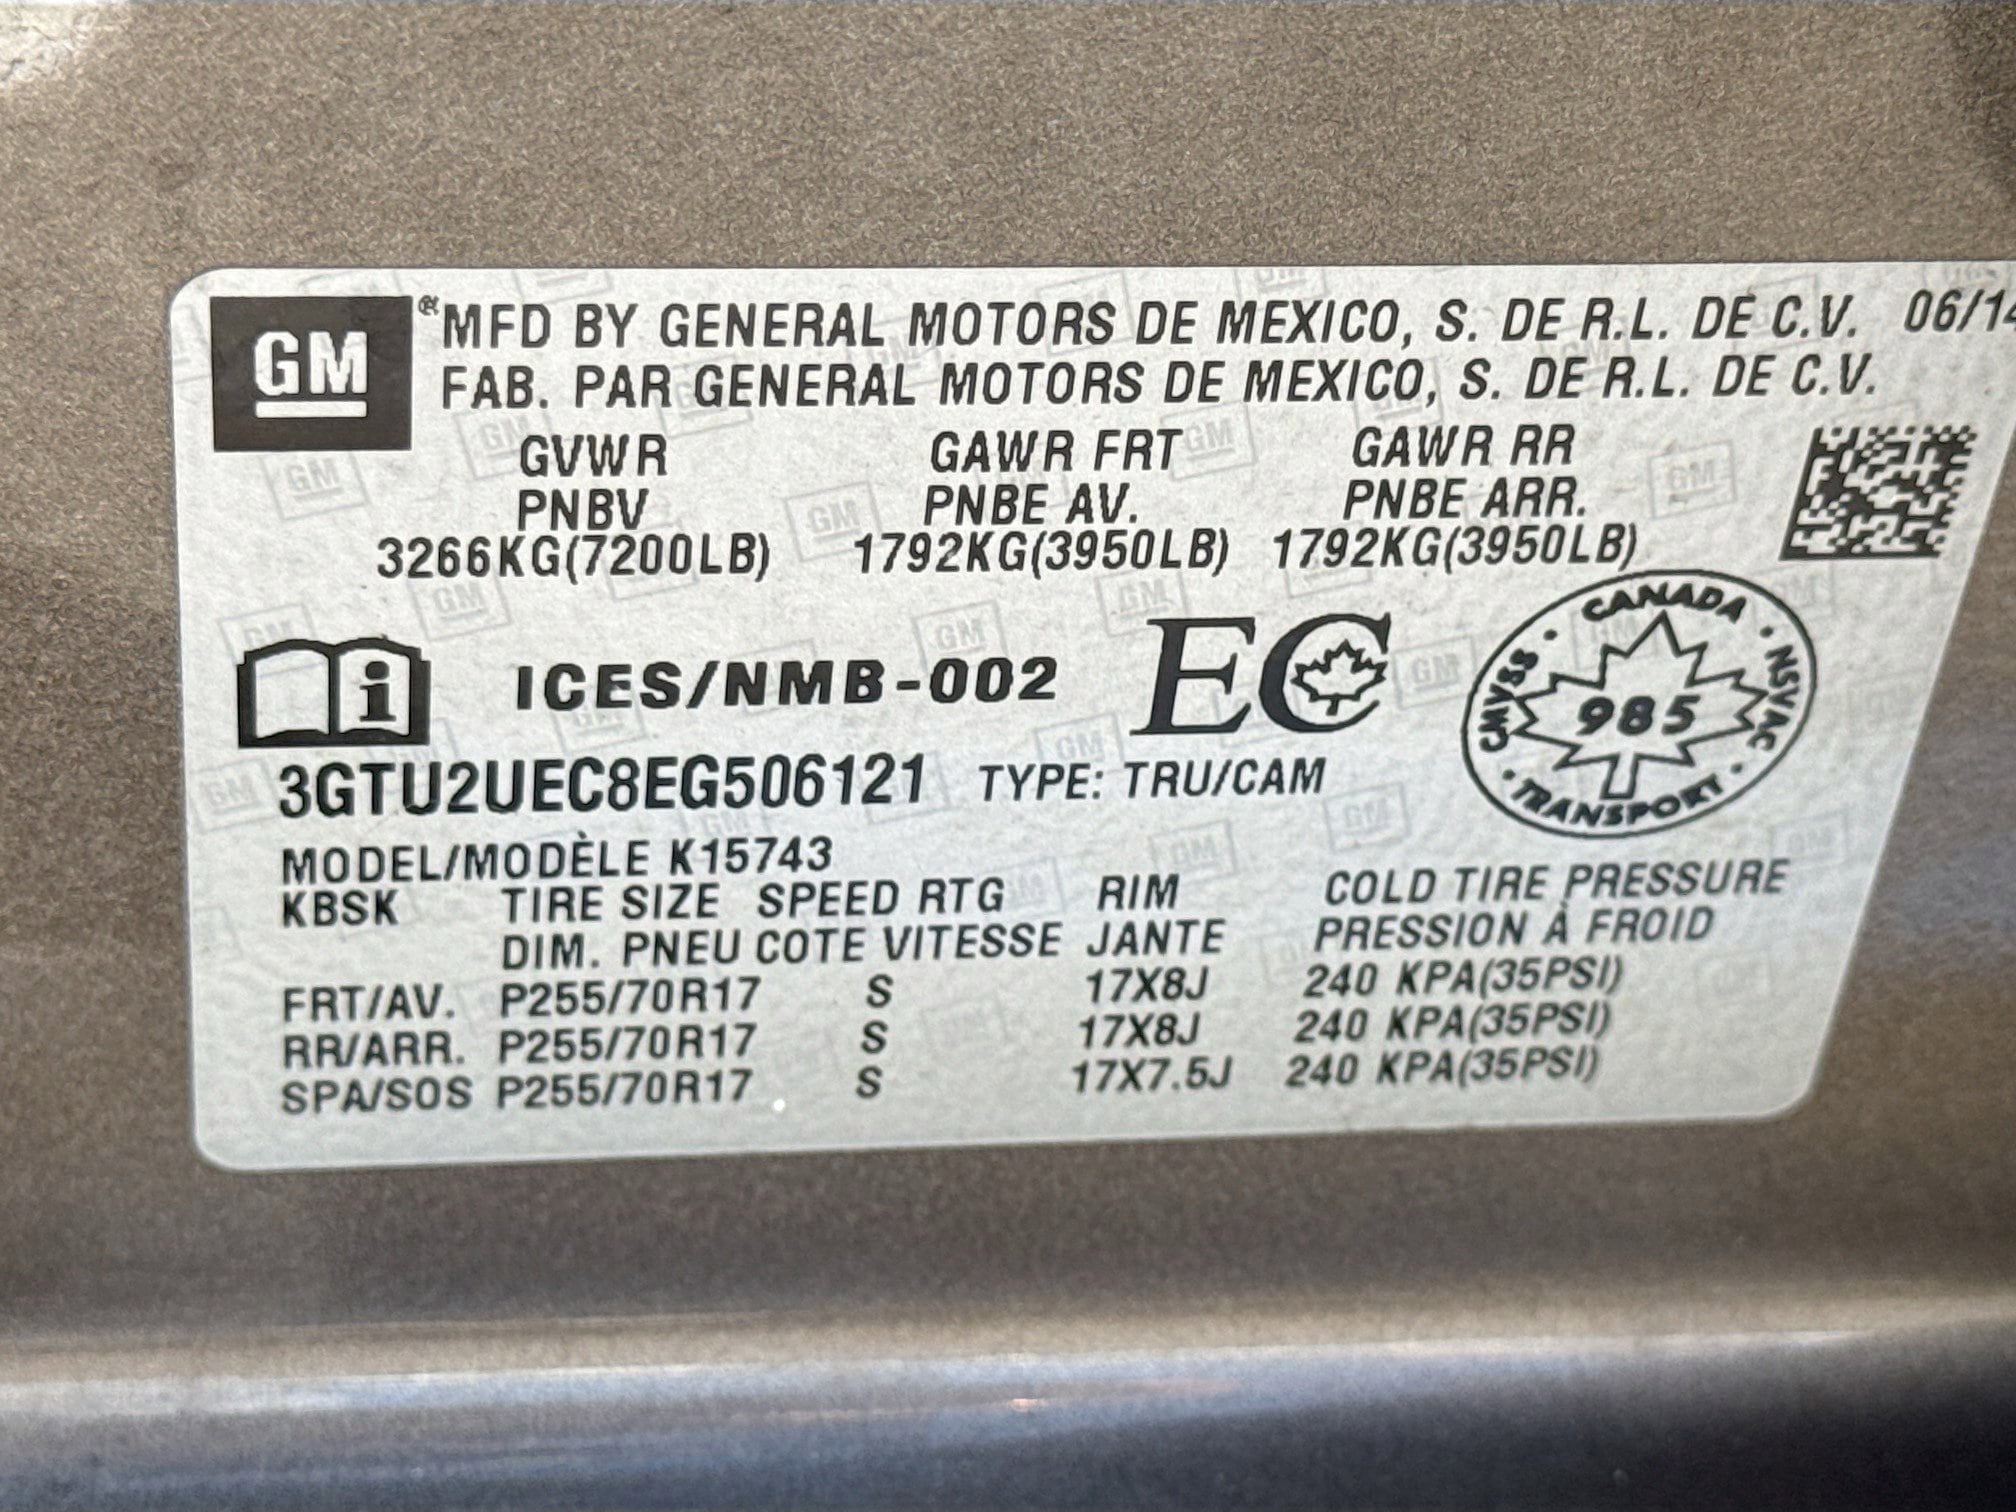 GM
® MFD BY GENERAL MOTORS DE MEXICO, S. DE R.L. DE C.V. 06/14
FAB. PAR GENERAL MOTORS DE MEXICO, S. DE R.L. DE C.V.
GVWR GAWR FRT GAWR RR
PNBV PNBE AV. PNBE ARR.
3266KG(7200LB) 1792KG(3950LB) 1792KG(3950LB)
i ICES/NMB-002 EC
CANADA · NSVAC · TRANSPORT · CMVSS ·
985
3GTU2UEC8EG506121 TYPE: TRU/CAM
MODEL/MODÈLE K15743
KBSK TIRE SIZE SPEED RTG RIM COLD TIRE PRESSURE
DIM. PNEU COTE VITESSE JANTE PRESSION À FROID
FRT/AV. P255/70R17 S 17X8J 240 KPA(35PSI)
RR/ARR. P255/70R17 S 17X8J 240 KPA(35PSI)
SPA/SOS P255/70R17 S 17X7.5J 240 KPA(35PSI)